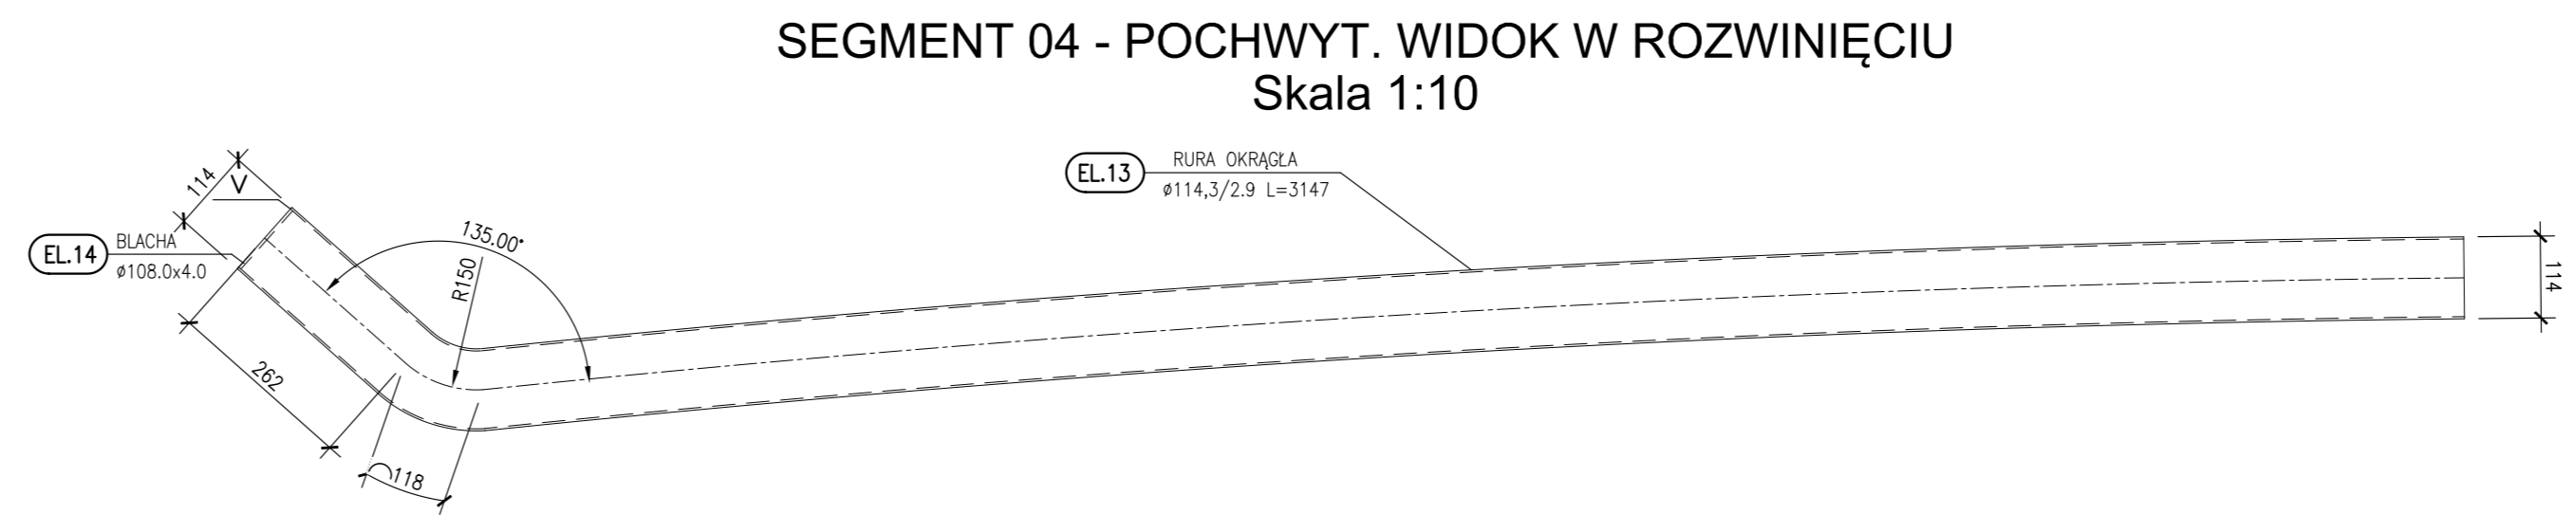 SEGMENT 04 - POCHWYT. WIDOK W ROZWINIĘCIU
Skala 1:10
114
V
EL.13
RURA OKRĄGŁA
ø114,3/2.9 L=3147
EL.14
BLACHA
ø108.0x4.0
135.00°
R150
114
262
118